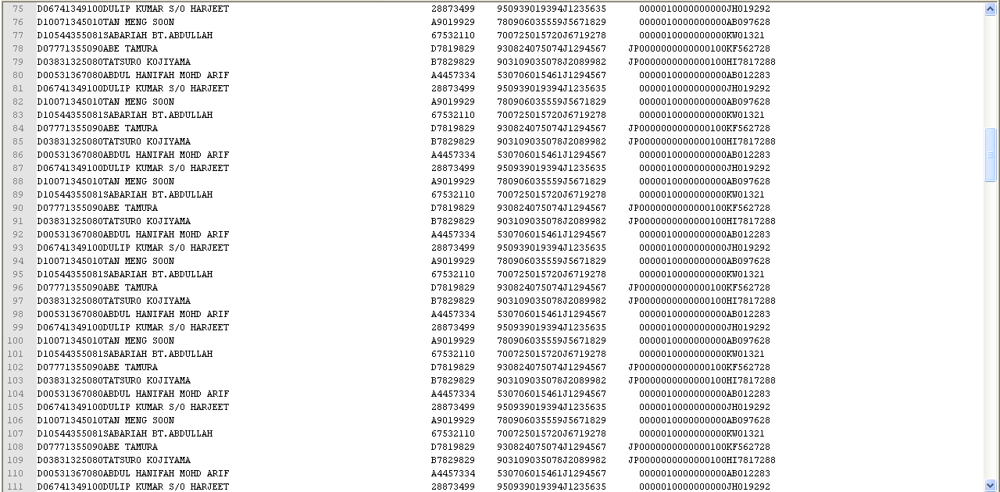 75 D06741349100DULIP KUMAR S/O HARJEET 28873499 950939019394J1235635 0000010000000000JH019292
76 D10071345010TAN MENG SOON A9019929 780906035559J5671829 0000010000000000AB097628
77 D10544355081SABARIAH BT.ABDULLAH 67532110 700725015720J6719278 0000010000000000KW01321
78 D07771355090ABE TAMURA D7819829 930824075074J1294567 JP0000000000000100KF562728
79 D03831325080TATSURO KOJIYAMA B7829829 903109035078J2089982 JP0000000000000100HI7817288
80 D00531367080ABDUL HANIFAH MOHD ARIF A4457334 530706015461J1294567 0000010000000000AB012283
81 D06741349100DULIP KUMAR S/O HARJEET 28873499 950939019394J1235635 0000010000000000JH019292
82 D10071345010TAN MENG SOON A9019929 780906035559J5671829 0000010000000000AB097628
83 D10544355081SABARIAH BT.ABDULLAH 67532110 700725015720J6719278 0000010000000000KW01321
84 D07771355090ABE TAMURA D7819829 930824075074J1294567 JP0000000000000100KF562728
85 D03831325080TATSURO KOJIYAMA B7829829 903109035078J2089982 JP0000000000000100HI7817288
86 D00531367080ABDUL HANIFAH MOHD ARIF A4457334 530706015461J1294567 0000010000000000AB012283
87 D06741349100DULIP KUMAR S/O HARJEET 28873499 950939019394J1235635 0000010000000000JH019292
88 D10071345010TAN MENG SOON A9019929 780906035559J5671829 0000010000000000AB097628
89 D10544355081SABARIAH BT.ABDULLAH 67532110 700725015720J6719278 0000010000000000KW01321
90 D07771355090ABE TAMURA D7819829 930824075074J1294567 JP0000000000000100KF562728
91 D03831325080TATSURO KOJIYAMA B7829829 903109035078J2089982 JP0000000000000100HI7817288
92 D00531367080ABDUL HANIFAH MOHD ARIF A4457334 530706015461J1294567 0000010000000000AB012283
93 D06741349100DULIP KUMAR S/O HARJEET 28873499 950939019394J1235635 0000010000000000JH019292
94 D10071345010TAN MENG SOON A9019929 780906035559J5671829 0000010000000000AB097628
95 D10544355081SABARIAH BT.ABDULLAH 67532110 700725015720J6719278 0000010000000000KW01321
96 D07771355090ABE TAMURA D7819829 930824075074J1294567 JP0000000000000100KF562728
97 D03831325080TATSURO KOJIYAMA B7829829 903109035078J2089982 JP0000000000000100HI7817288
98 D00531367080ABDUL HANIFAH MOHD ARIF A4457334 530706015461J1294567 0000010000000000AB012283
99 D06741349100DULIP KUMAR S/O HARJEET 28873499 950939019394J1235635 0000010000000000JH019292
100 D10071345010TAN MENG SOON A9019929 780906035559J5671829 0000010000000000AB097628
101 D10544355081SABARIAH BT.ABDULLAH 67532110 700725015720J6719278 0000010000000000KW01321
102 D07771355090ABE TAMURA D7819829 930824075074J1294567 JP0000000000000100KF562728
103 D03831325080TATSURO KOJIYAMA B7829829 903109035078J2089982 JP0000000000000100HI7817288
104 D00531367080ABDUL HANIFAH MOHD ARIF A4457334 530706015461J1294567 0000010000000000AB012283
105 D06741349100DULIP KUMAR S/O HARJEET 28873499 950939019394J1235635 0000010000000000JH019292
106 D10071345010TAN MENG SOON A9019929 780906035559J5671829 0000010000000000AB097628
107 D10544355081SABARIAH BT.ABDULLAH 67532110 700725015720J6719278 0000010000000000KW01321
108 D07771355090ABE TAMURA D7819829 930824075074J1294567 JP0000000000000100KF562728
109 D03831325080TATSURO KOJIYAMA B7829829 903109035078J2089982 JP0000000000000100HI7817288
110 D00531367080ABDUL HANIFAH MOHD ARIF A4457334 530706015461J1294567 0000010000000000AB012283
111 D06741349100DULIP KUMAR S/O HARJEET 28873499 950939019394J1235635 0000010000000000JH019292